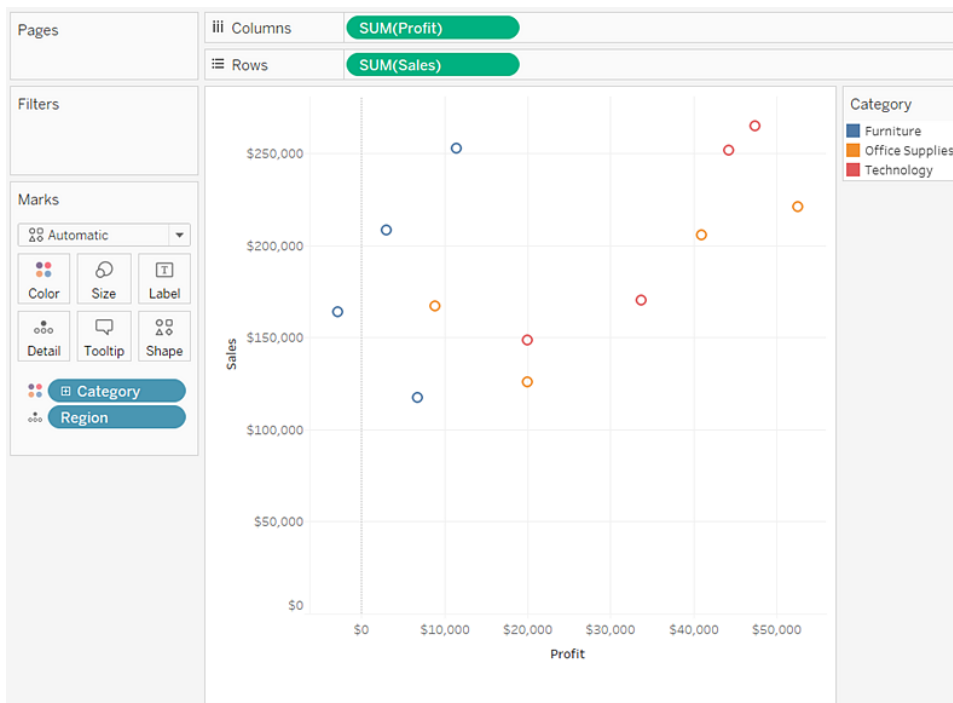 Pages
Columns
SUM(Profit)
Rows
SUM(Sales)
Filters
Marks
Automatic
Color
Size
T
Label
Detail
Tooltip
Shape
Category
Region
Sales
$250,000
$200,000
$150,000
$100,000
$50,000
$0
$0 $10,000 $20,000 $30,000 $40,000 $50,000
Profit
Category
Furniture
Office Supplies
Technology